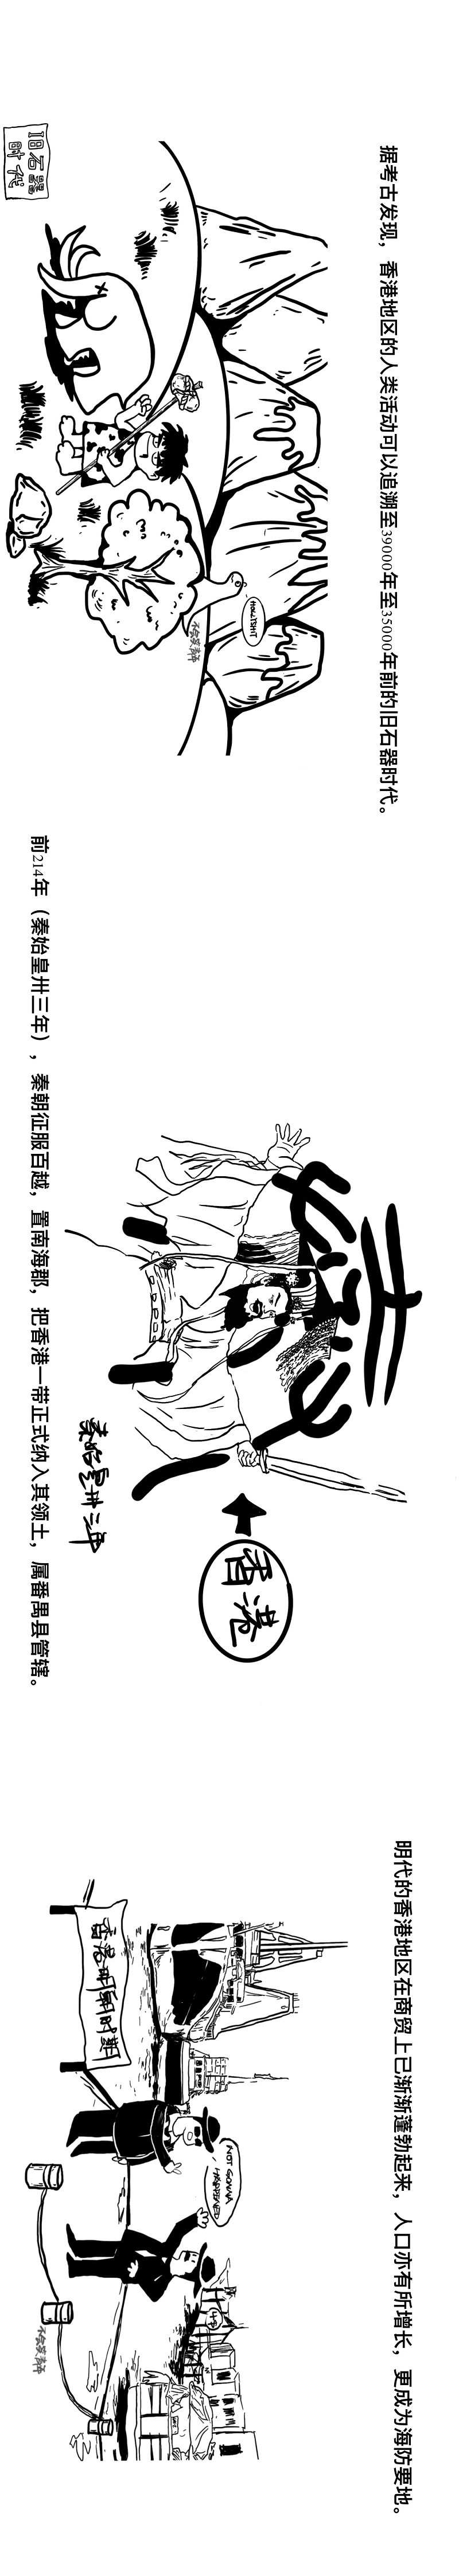 据考古发现，香港地区的人类活动可以追溯至39000年至35000年前的旧石器时代。
旧石器
时代
HOLLYSHIT
前214年（秦始皇卅三年），秦朝征服百越，置南海郡，把香港一带正式纳入其领土，属番禺县管辖。
秦始皇卅三年
香港
明代的香港地区在商贸上已渐渐蓬勃起来，人口亦有所增长，更成为海防要地。
香港明朝时期
NOT GONNA
HAPPENED